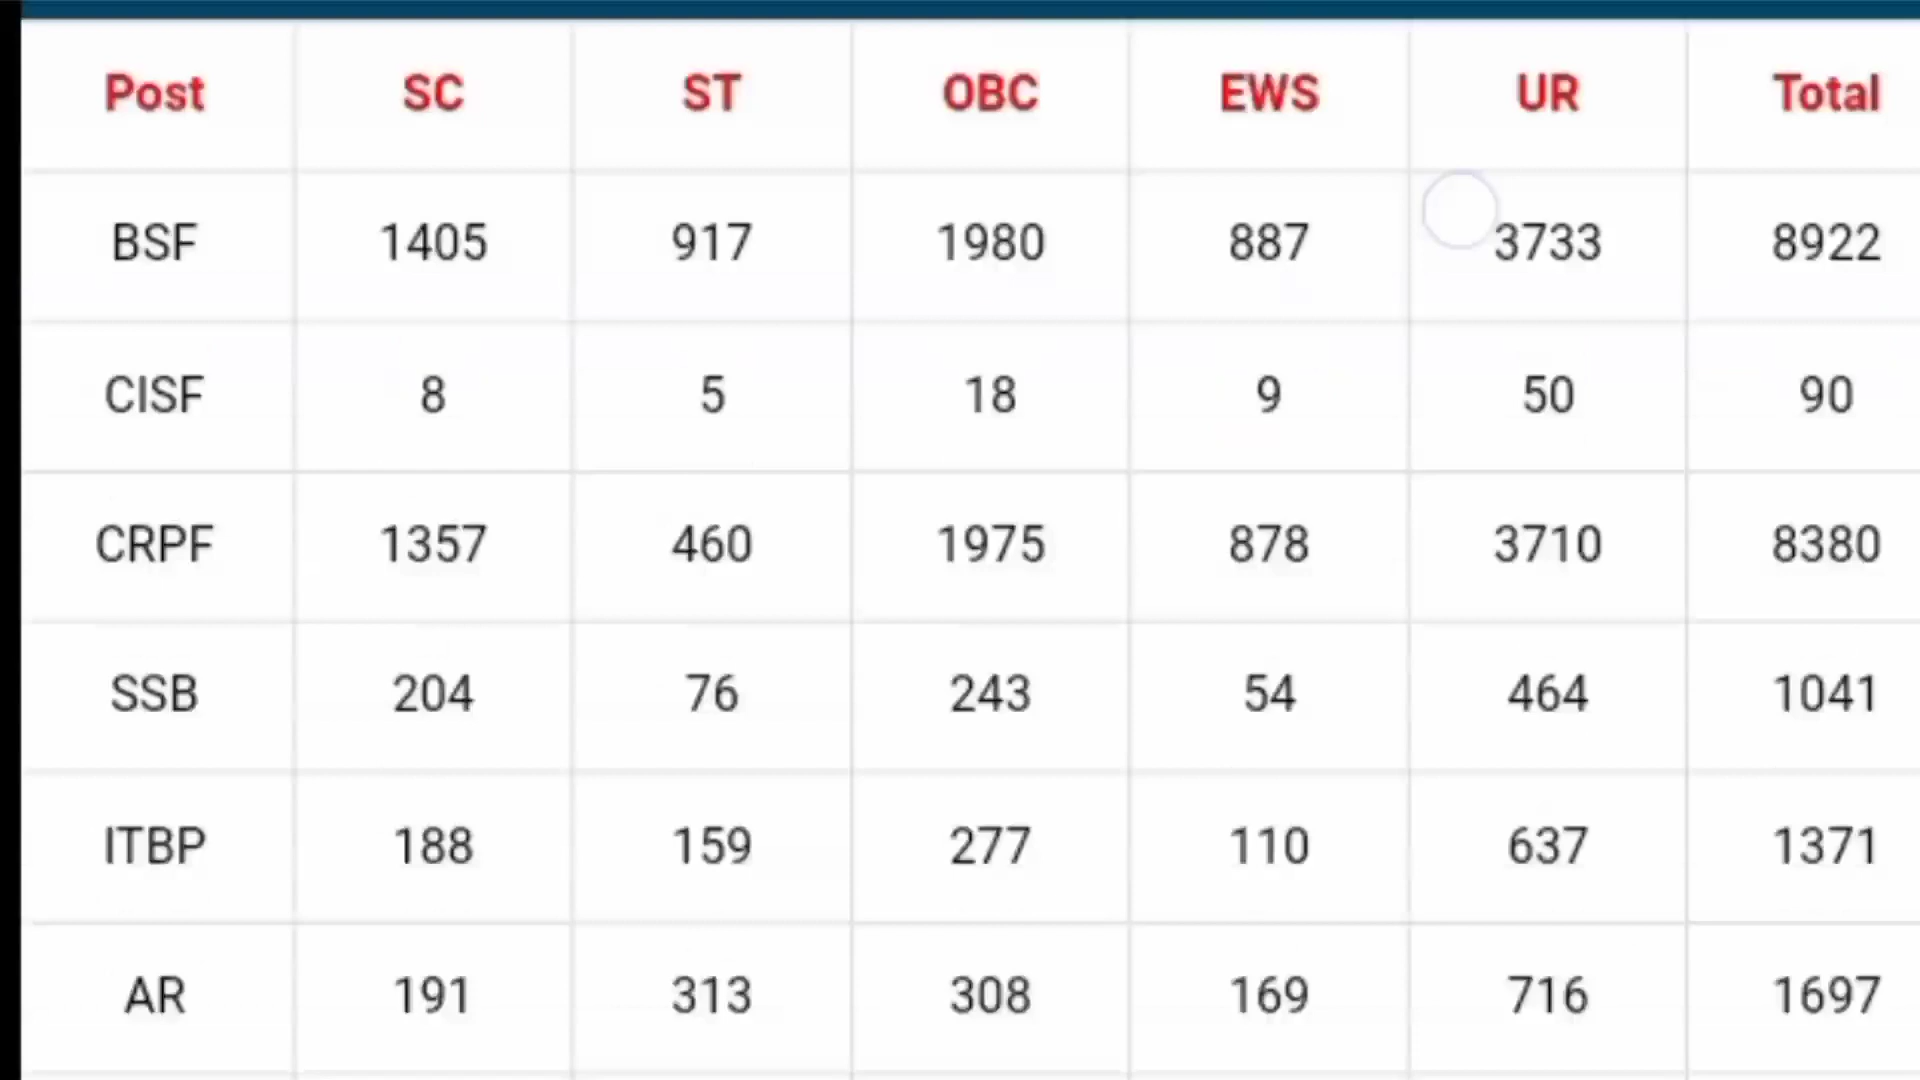 Post SC ST OBC EWS UR Total
BSF 1405 917 1980 887 3733 8922
CISF 8 5 18 9 50 90
CRPF 1357 460 1975 878 3710 8380
SSB 204 76 243 54 464 1041
ITBP 188 159 277 110 637 1371
AR 191 313 308 169 716 1697